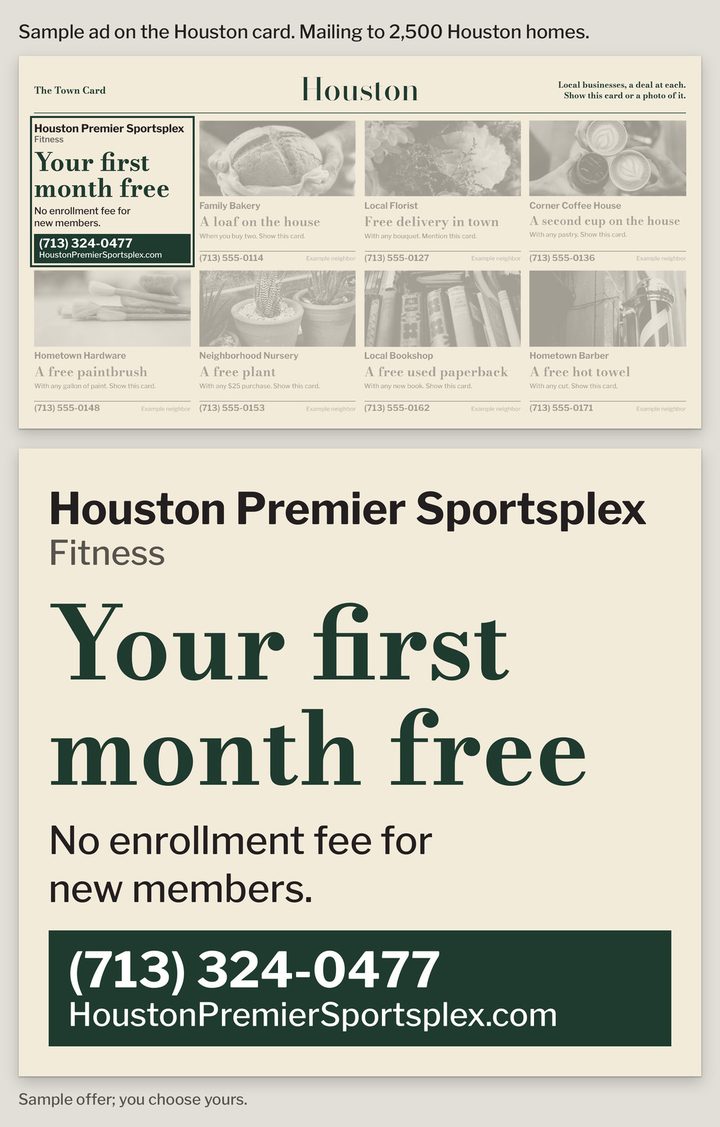 Sample ad on the Houston card. Mailing to 2,500 Houston homes.
The Town Card
Houston
Local businesses, a deal at each.
Show this card or a photo of it.
Houston Premier Sportsplex
Fitness
Your first
month free
No enrollment fee for
new members.
(713) 324-0477
HoustonPremierSportsplex.com
Family Bakery
A loaf on the house
When you buy two. Show this card.
(713) 555-0114
Example neighbor
Local Florist
Free delivery in town
With any bouquet. Mention this card.
(713) 555-0127
Example neighbor
Corner Coffee House
A second cup on the house
With any pastry. Show this card.
(713) 555-0136
Example neighbor
Hometown Hardware
A free paintbrush
With any gallon of paint. Show this card.
(713) 555-0148
Example neighbor
Neighborhood Nursery
A free plant
With any $25 purchase. Show this card.
(713) 555-0153
Example neighbor
Local Bookshop
A free used paperback
With any new book. Show this card.
(713) 555-0162
Example neighbor
Hometown Barber
A free hot towel
With any cut. Show this card.
(713) 555-0171
Example neighbor
Houston Premier Sportsplex
Fitness
Your first
month free
No enrollment fee for
new members.
(713) 324-0477
HoustonPremierSportsplex.com
Sample offer; you choose yours.